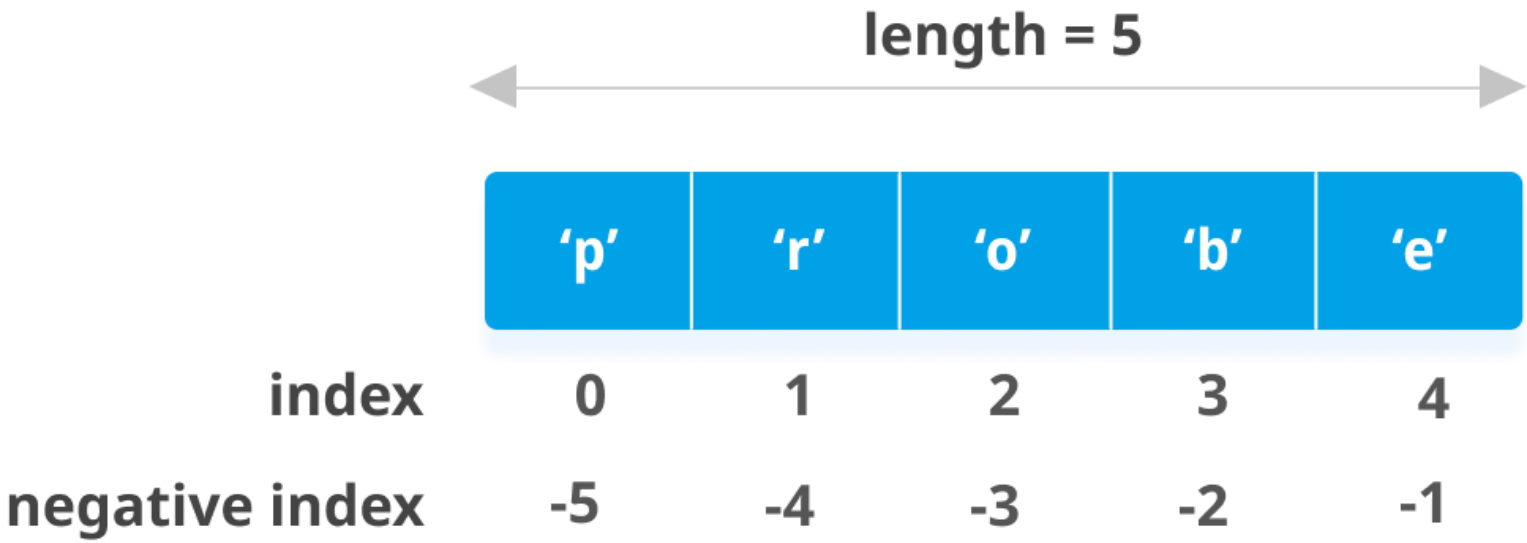 length = 5
‘p’ ‘r’ ‘o’ ‘b’ ‘e’
index 0 1 2 3 4
negative index -5 -4 -3 -2 -1